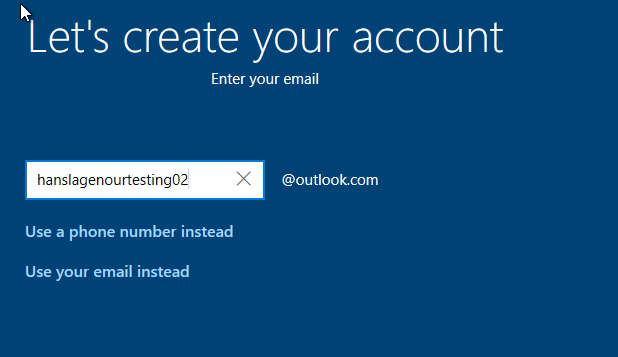 Let's create your account
Enter your email
hanslagenourtesting02 @outlook.com
Use a phone number instead
Use your email instead